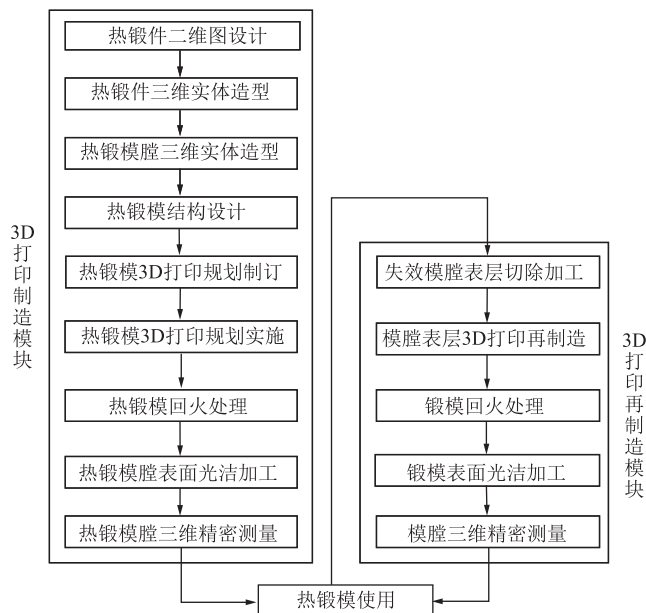 3D打印制造模块
热锻件二维图设计
热锻件三维实体造型
热锻模膛三维实体造型
热锻模结构设计
热锻模3D打印规划制订
热锻模3D打印规划实施
热锻模回火处理
热锻模膛表面光洁加工
热锻模膛三维精密测量
失效模膛表层切除加工
模膛表层3D打印再制造
锻模回火处理
锻模表面光洁加工
模膛三维精密测量
3D打印再制造模块
热锻模使用